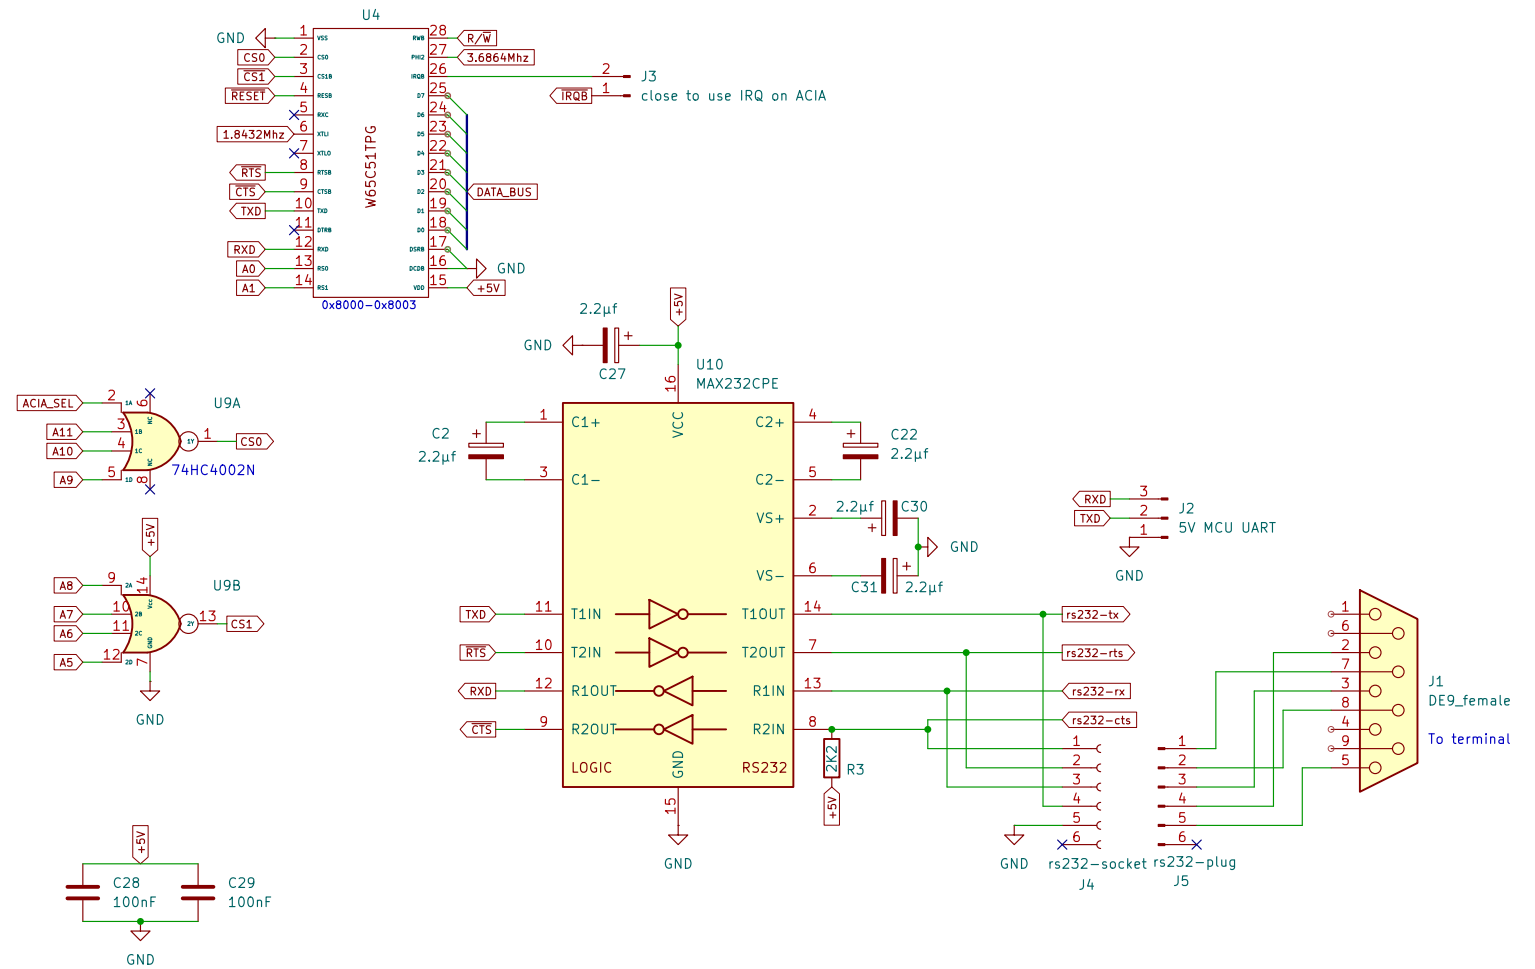 U4
GND
1
VSS
RWB
28
R/W̅
CS0
2
CS0
PHI2
27
3.6864Mhz
C̅S̅1̅
3
CS1B
IRQB
26
2
J3
R̅E̅S̅E̅T̅
4
RESB
D7
25
I̅R̅Q̅B̅
1
close to use IRQ on ACIA
5
RXC
D6
24
1.8432Mhz
6
XTLI
D5
23
7
XTLO
D4
22
R̅T̅S̅
8
RTSB
D3
21
C̅T̅S̅
9
CTSB
D2
20
DATA_BUS
TXD
10
TXD
D1
19
11
DTRB
D0
18
RXD
12
RXD
DSRB
17
A0
13
RS0
DCDB
16
GND
A1
14
RS1
VDD
15
+5V
W65C51TPG
0x8000-0x8003
2.2µf
+5V
GND
+
C27
16
U10
MAX232CPE
ACIA_SEL
2
1A
6
NC
U9A
A11
3
1B
A10
4
1C
1Y
1
CS0
A9
5
1D
8
NC
74HC4002N
C2
+
2.2µf
1
C1+
VCC
C2+
4
+
C22
2.2µf
3
C1-
C2-
5
VS+
2
2.2µf
+
C30
GND
VS-
6
C31
+
2.2µf
RXD
3
J2
TXD
2
5V MCU UART
1
GND
+5V
A8
9
2A
14
Vcc
U9B
A7
10
2B
A6
11
2C
2Y
13
CS1
A5
12
2D
7
GND
GND
TXD
11
T1IN
T1OUT
14
rs232-tx
R̅T̅S̅
10
T2IN
T2OUT
7
rs232-rts
RXD
12
R1OUT
R1IN
13
rs232-rx
C̅T̅S̅
9
R2OUT
R2IN
8
rs232-cts
LOGIC
GND
RS232
15
GND
2K2
R3
+5V
1
2
3
4
5
6
GND
rs232-socket
J4
1
2
3
4
5
6
rs232-plug
J5
1
6
2
7
3
8
4
9
5
J1
DE9_female
To terminal
+5V
C28
100nF
C29
100nF
GND